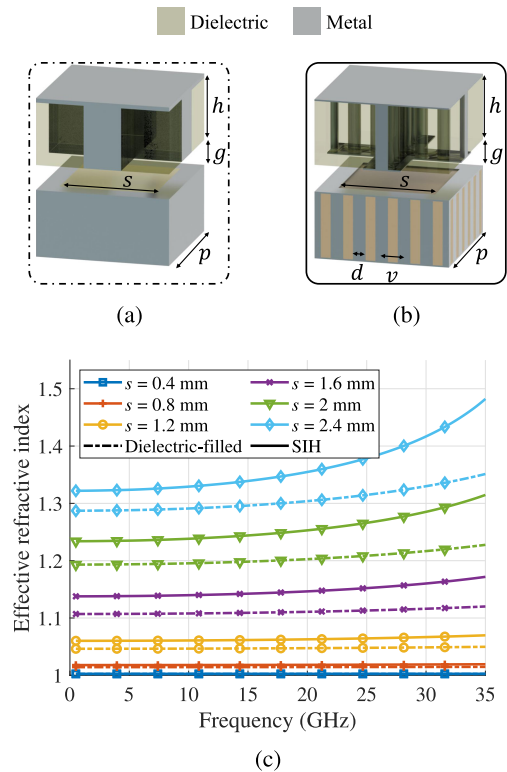 Dielectric Metal
h
g
s
p
(a)
h
g
s
p
d
v
(b)
Effective refractive index
1.5
1.4
1.3
1.2
1.1
1
s = 0.4 mm
s = 1.6 mm
s = 0.8 mm
s = 2 mm
s = 1.2 mm
s = 2.4 mm
Dielectric-filled
SIH
0 5 10 15 20 25 30 35
Frequency (GHz)
(c)